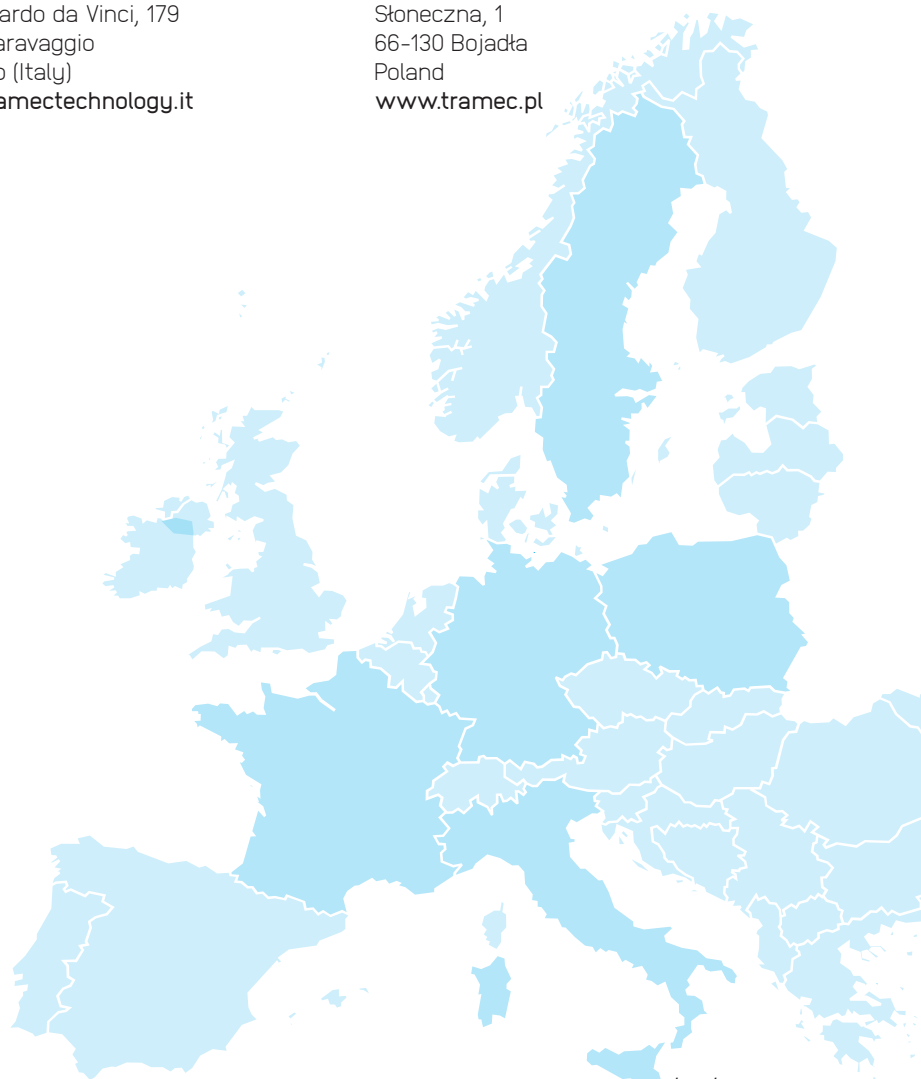 ardo da Vinci, 179
aravaggio
o (Italy)
amectechnology.it
Słoneczna, 1
66-130 Bojadła
Poland
www.tramec.pl